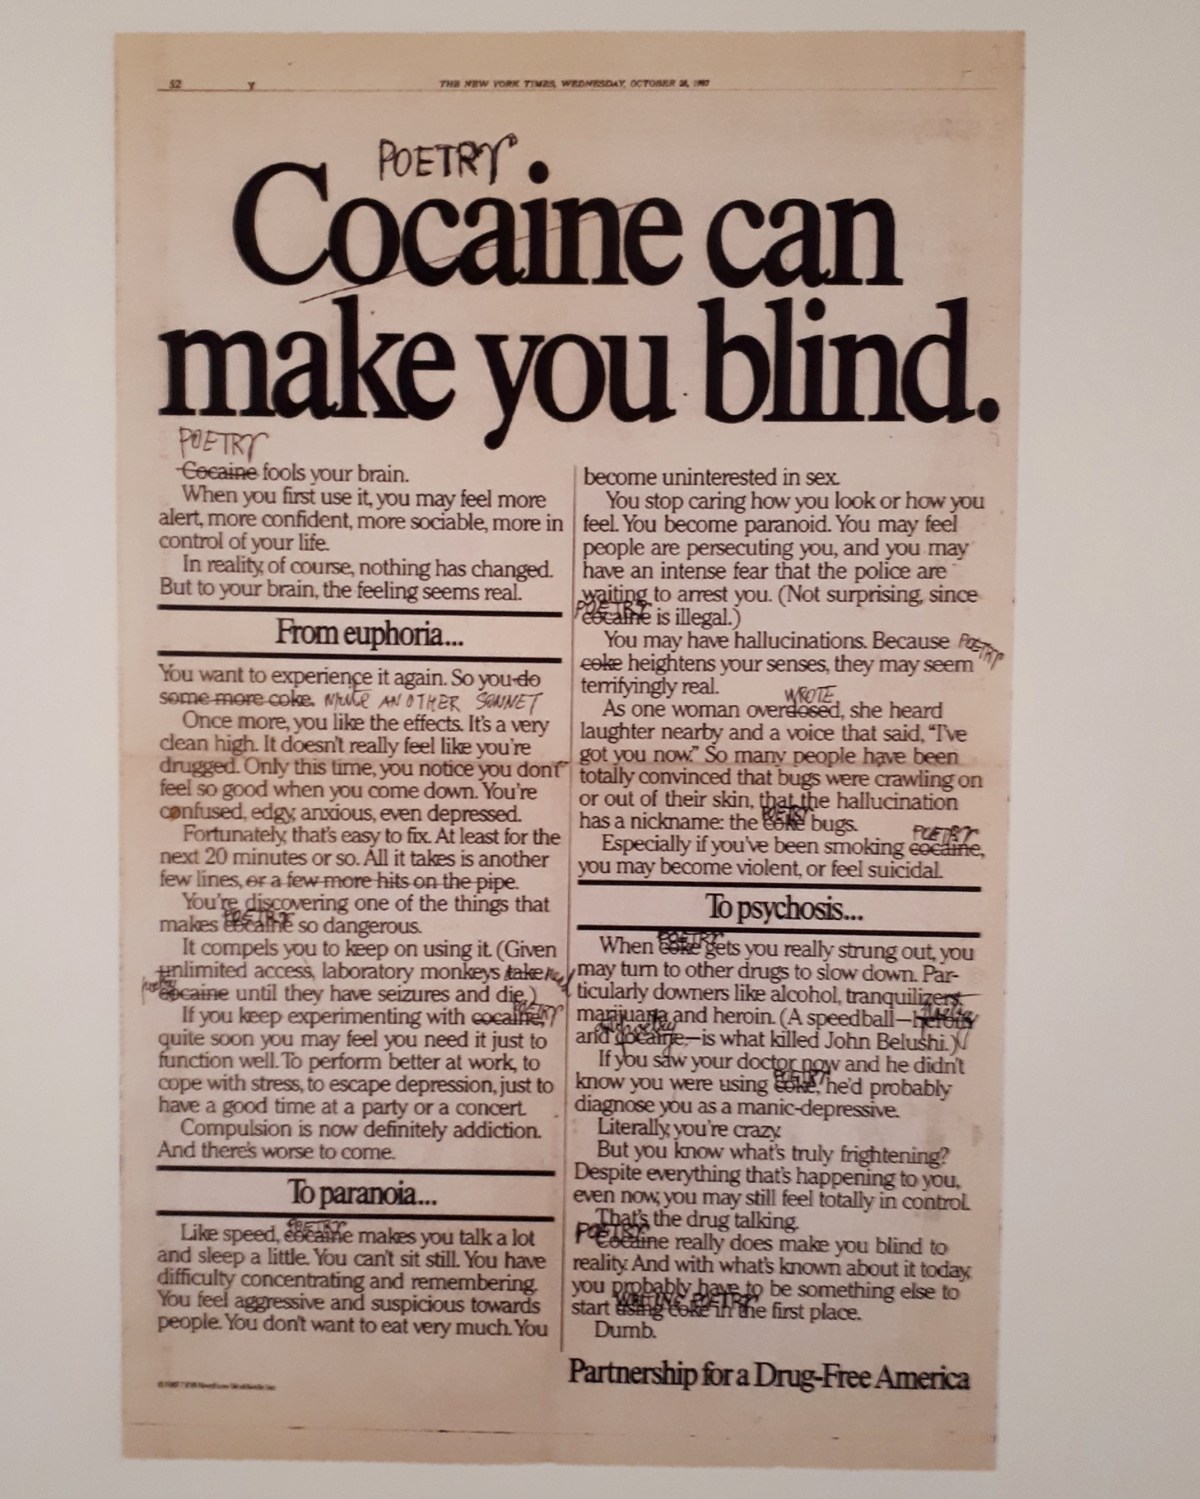 52 Y THE NEW YORK TIMES, WEDNESDAY, OCTOBER 28, 1987
POETRY
Cocaine can
make you blind.
POETRY
Cocaine fools your brain.
When you first use it, you may feel more
alert, more confident, more sociable, more in
control of your life.
In reality, of course, nothing has changed.
But to your brain, the feeling seems real.
From euphoria...
You want to experience it again. So you do
some more coke. MAKE ANOTHER SONNET
Once more, you like the effects. It's a very
clean high. It doesn't really feel like you're
drugged. Only this time, you notice you don't
feel so good when you come down. You're
confused, edgy, anxious, even depressed.
Fortunately, that's easy to fix. At least for the
next 20 minutes or so. All it takes is another
few lines, or a few more hits on the pipe.
You're discovering one of the things that
POETRY
makes cocaine so dangerous.
It compels you to keep on using it. (Given
unlimited access, laboratory monkeys take read
poetry
cocaine until they have seizures and die.)
POETRY
If you keep experimenting with cocaine,
quite soon you may feel you need it just to
function well. To perform better at work, to
cope with stress, to escape depression, just to
have a good time at a party or a concert.
Compulsion is now definitely addiction.
And there's worse to come.
To paranoia...
POETRY
Like speed, cocaine makes you talk a lot
and sleep a little. You can't sit still. You have
difficulty concentrating and remembering.
You feel aggressive and suspicious towards
people. You don't want to eat very much. You
become uninterested in sex.
You stop caring how you look or how you
feel. You become paranoid. You may feel
people are persecuting you, and you may
have an intense fear that the police are
waiting to arrest you. (Not surprising, since
POETRY
cocaine is illegal.)
You may have hallucinations. Because POETRY
coke heightens your senses, they may seem
terrifyingly real.
WROTE
As one woman overdosed, she heard
laughter nearby and a voice that said, "I've
got you now." So many people have been
totally convinced that bugs were crawling on
or out of their skin, that the hallucination
POETRY
has a nickname: the coke bugs.
POETRY
Especially if you've been smoking cocaine,
you may become violent, or feel suicidal.
To psychosis...
POETRY
When coke gets you really strung out, you
may turn to other drugs to slow down. Par-
ticularly downers like alcohol, tranquilizers,
marijuana and heroin. (A speedball—heroin
poetry
and cocaine—is what killed John Belushi.)
If you saw your doctor now and he didn't
POETRY
know you were using coke, he'd probably
diagnose you as a manic-depressive.
Literally, you're crazy.
But you know what's truly frightening?
Despite everything that's happening to you,
even now, you may still feel totally in control.
That's the drug talking.
POETRY
Cocaine really does make you blind to
reality. And with what's known about it today,
you probably have to be something else to
WRITING POETRY
start using coke in the first place.
Dumb.
Partnership for a Drug-Free America